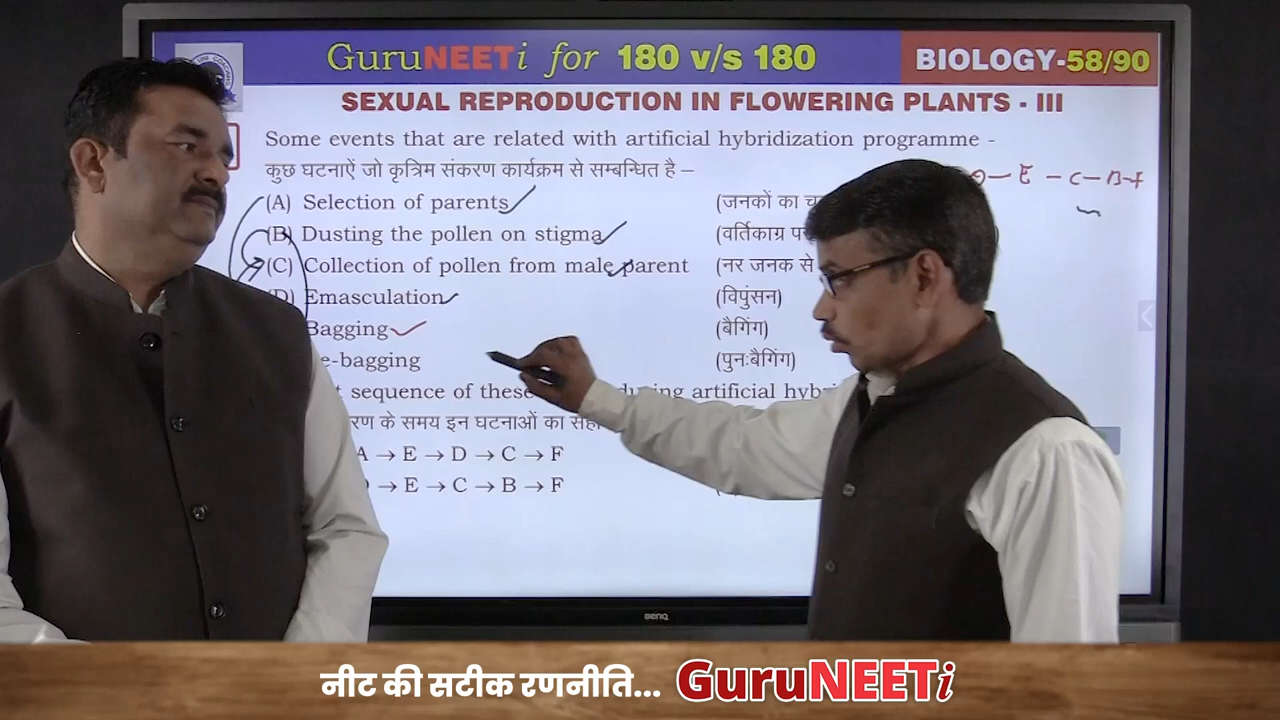 GuruNEETi for 180 v/s 180
BIOLOGY-58/90
SEXUAL REPRODUCTION IN FLOWERING PLANTS - III
Some events that are related with artificial hybridization programme -
कुछ घटनाऐं जो कृत्रिम संकरण कार्यक्रम से सम्बन्धित है –
(A) Selection of parents (जनकों का
(B) Dusting the pollen on stigma (वर्तिकाग्र
(C) Collection of pollen from male parent (नर जनक से
(D) Emasculation (विपुंसन)
Bagging (बैगिंग)
e-bagging (पुनःबैगिंग)
sequence of these artificial
के समय इन घटनाओं का
A → E → D → C → F
→ E → C → B → F
E – C – B – F
BenQ
नीट की सटीक रणनीति... GuruNEETi